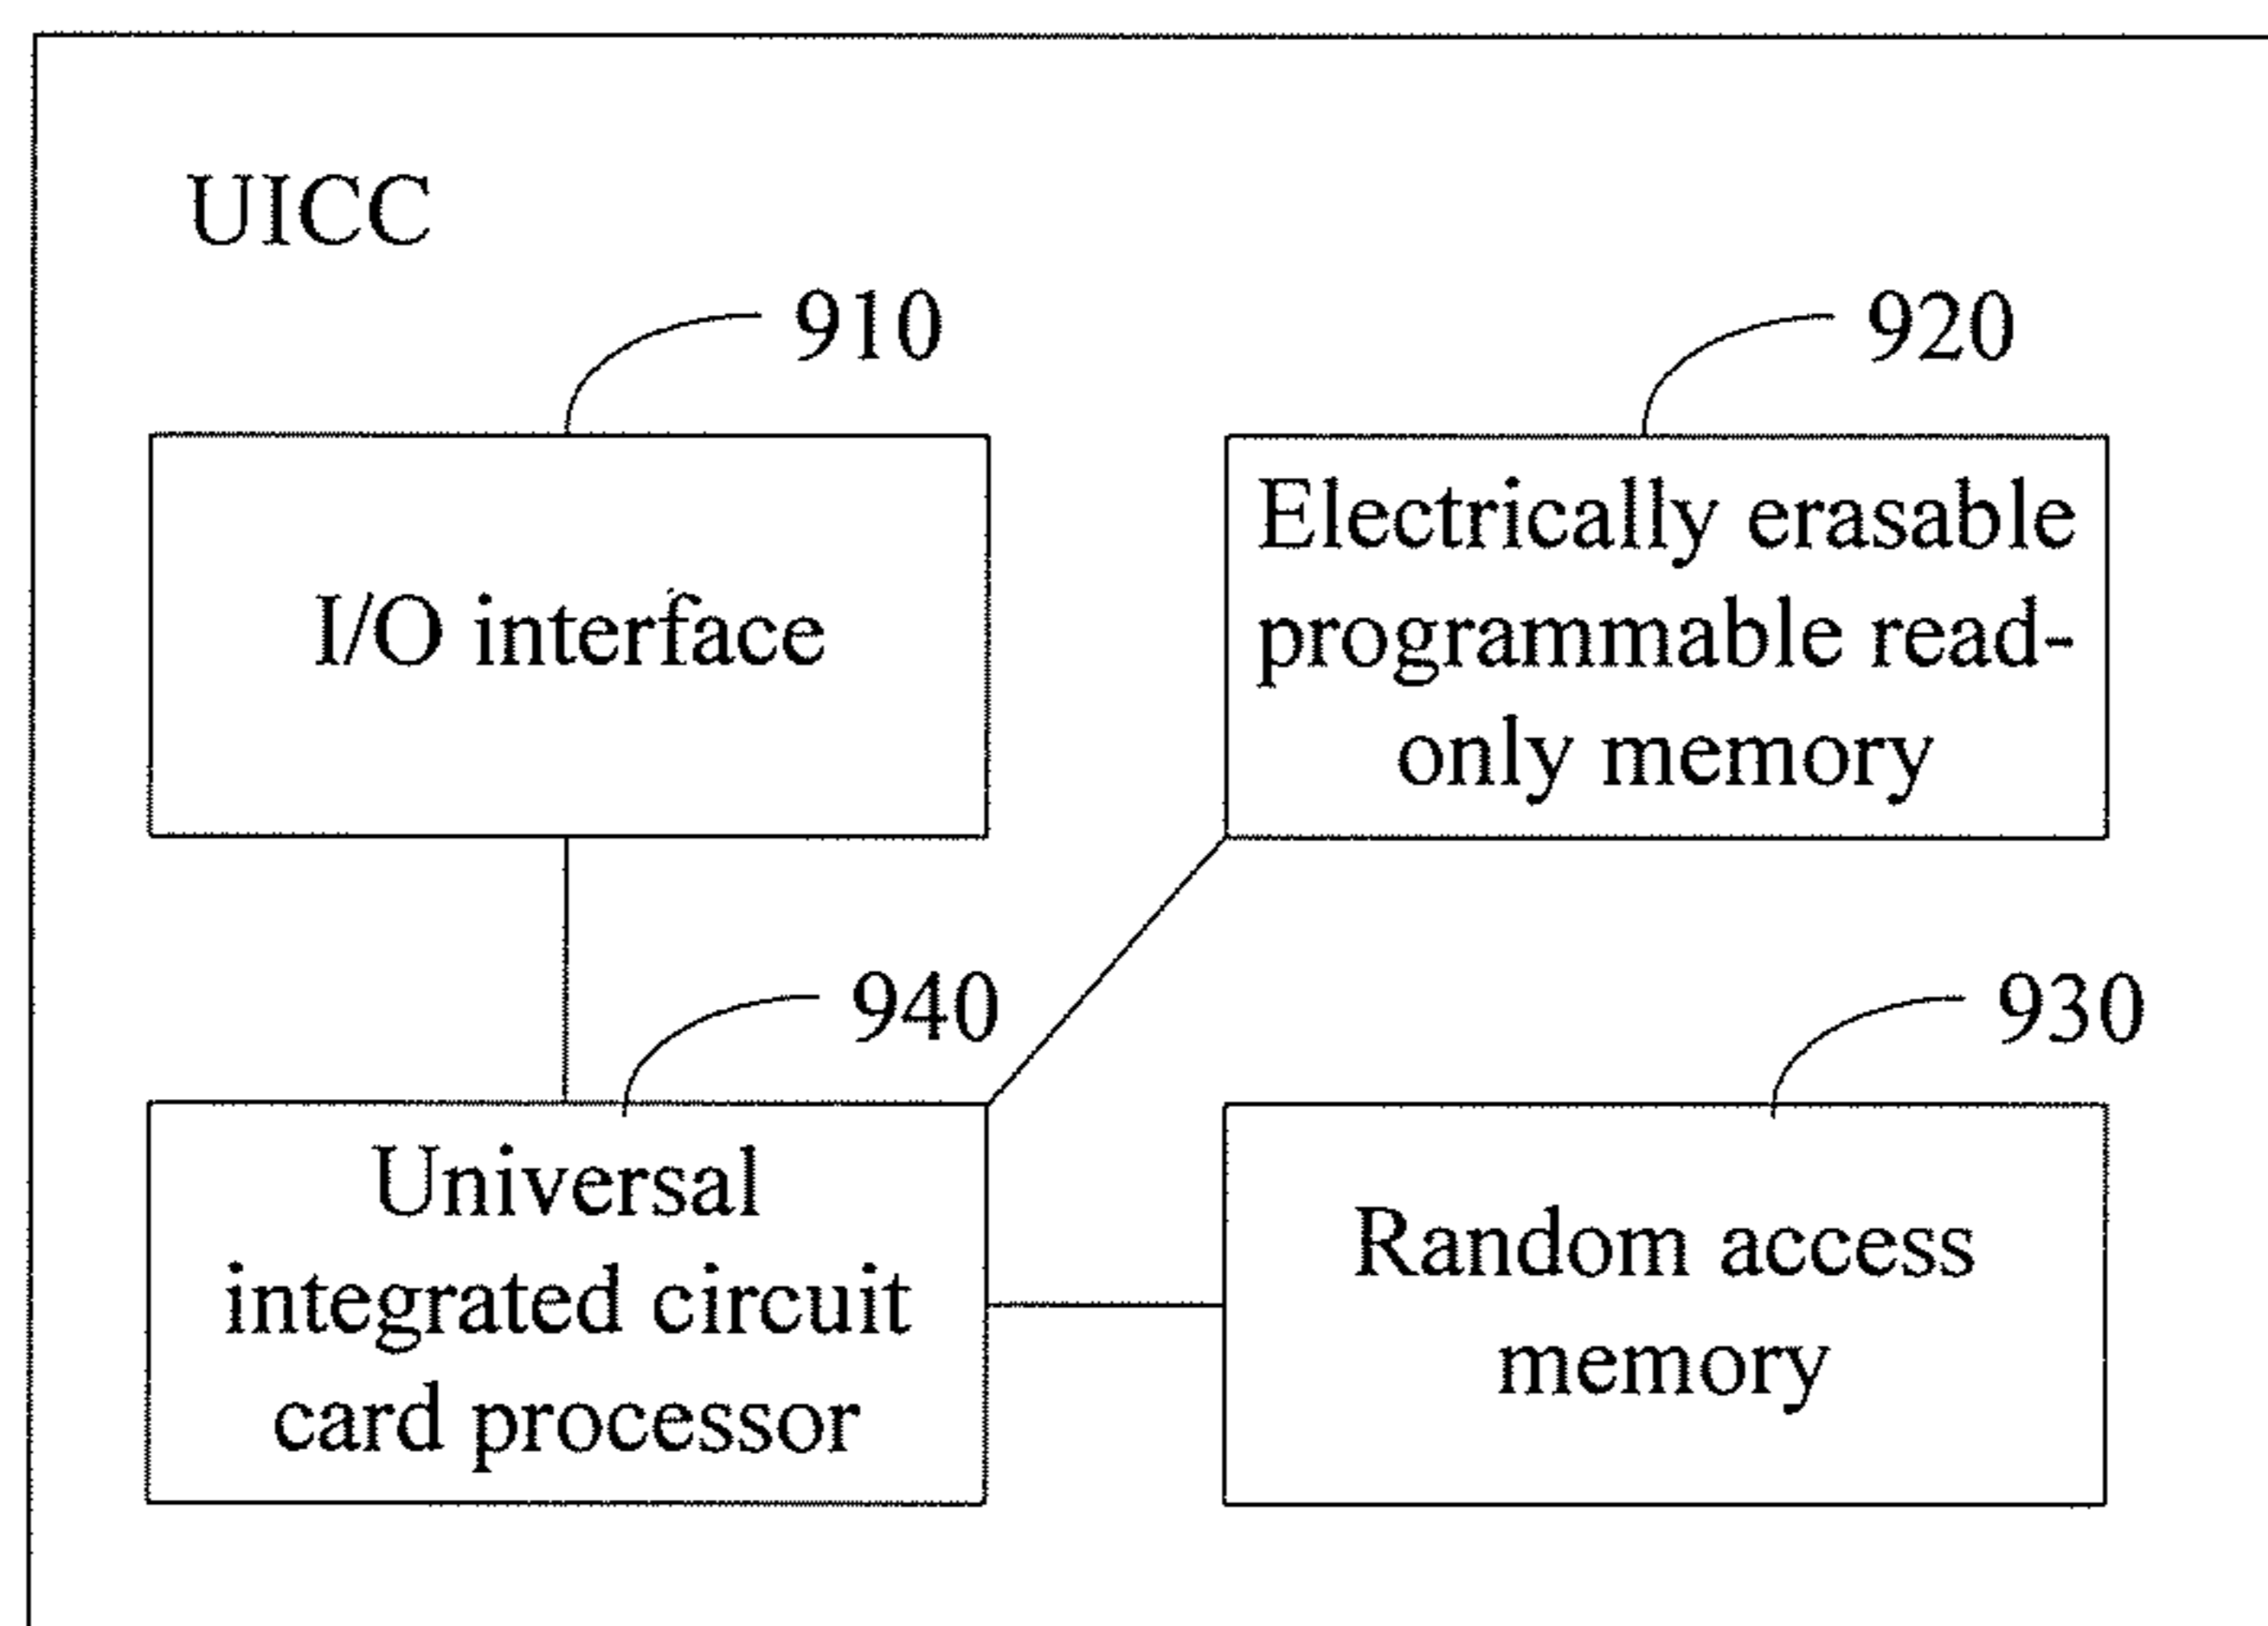 UICC
910
920
I/O interface
Electrically erasable
programmable read-
only memory
940
930
Universal
integrated circuit
card processor
Random access
memory